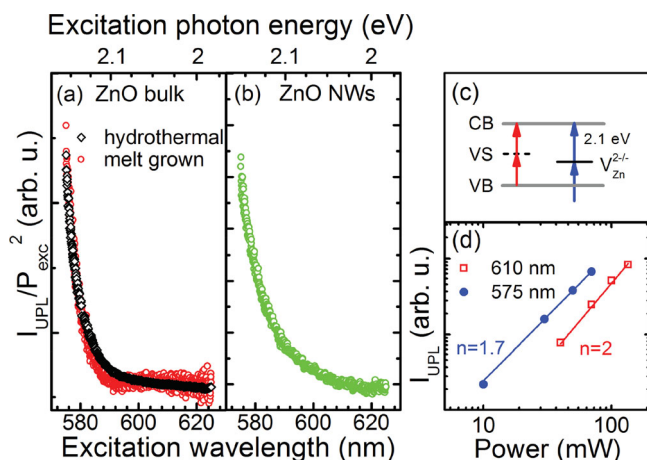 Excitation photon energy (eV)
2.1 2 2.1 2
(a) ZnO bulk
hydrothermal
melt grown
(b) ZnO NWs
I_UPL/P_exc^2 (arb. u.)
580 600 620 580 600 620
Excitation wavelength (nm)
(c)
CB
2.1 eV
VS
V_Zn^2-/-
VB
(d)
610 nm
575 nm
n=1.7
n=2
I_UPL (arb. u.)
10 100
Power (mW)